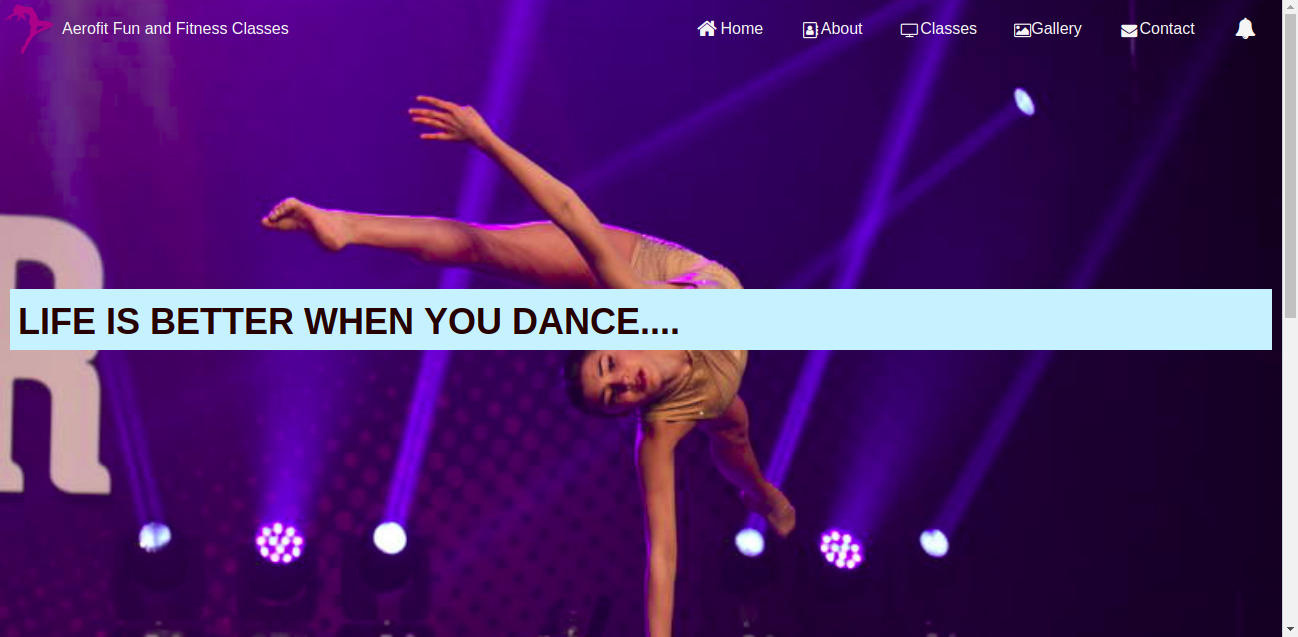 Aerofit Fun and Fitness Classes
Home
About
Classes
Gallery
Contact
LIFE IS BETTER WHEN YOU DANCE....
R